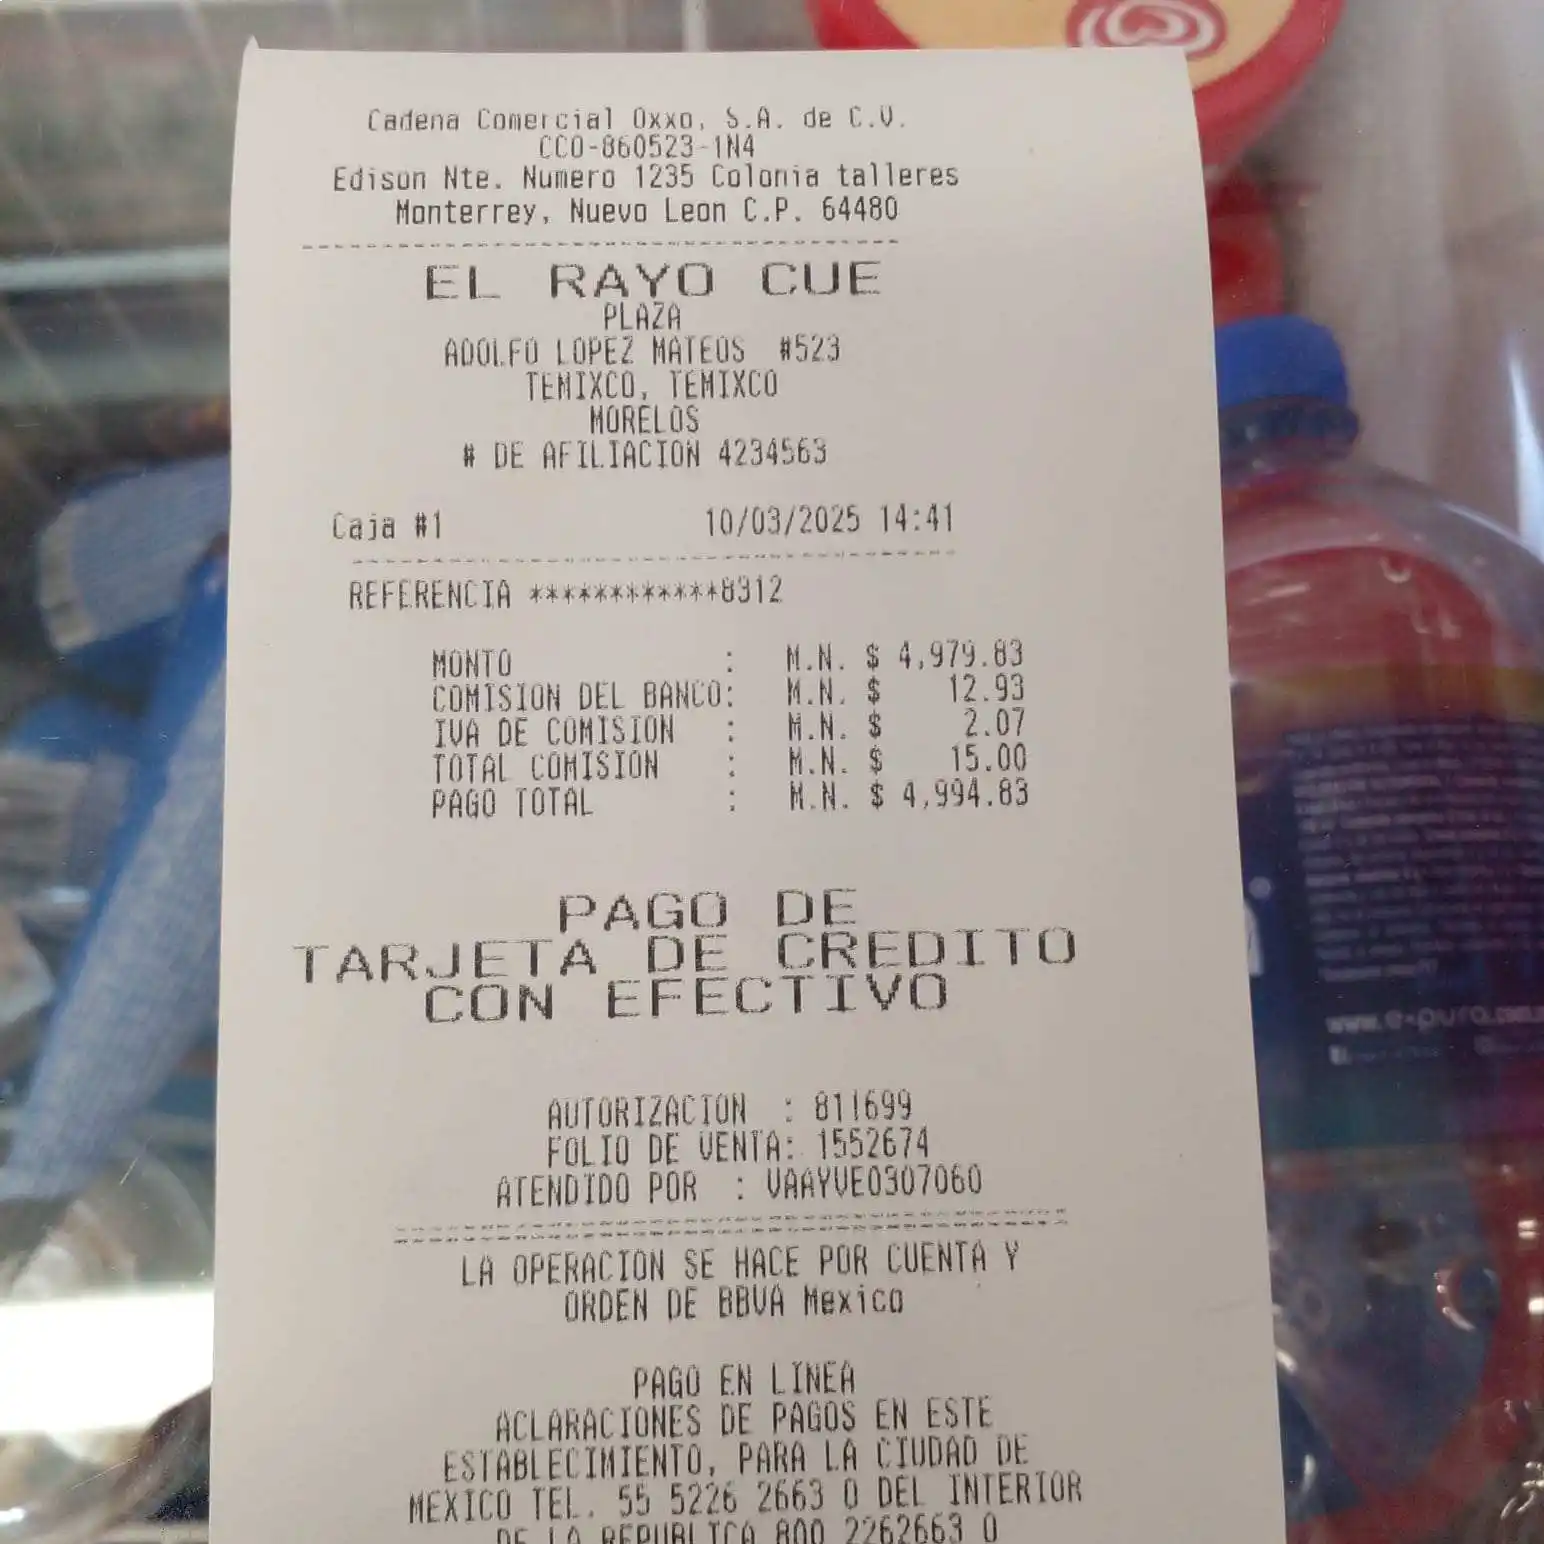 Cadena Comercial Oxxo, S.A. de C.V.
CCO-860523-1N4
Edison Nte. Numero 1235 Colonia talleres
Monterrey, Nuevo Leon C.P. 64480
EL RAYO CUE
PLAZA
ADOLFO LOPEZ MATEOS #523
TEMIXCO, TEMIXCO
MORELOS
# DE AFILIACION 4234563
Caja #1 10/03/2025 14:41
REFERENCIA ************8312
MONTO : M.N. $ 4,979.83
COMISION DEL BANCO: M.N. $ 12.93
IVA DE COMISION : M.N. $ 2.07
TOTAL COMISION : M.N. $ 15.00
PAGO TOTAL : M.N. $ 4,994.83
PAGO DE
TARJETA DE CREDITO
CON EFECTIVO
AUTORIZACION : 811699
FOLIO DE VENTA: 1552674
ATENDIDO POR : VAAYVE0307060
LA OPERACION SE HACE POR CUENTA Y
ORDEN DE BBVA Mexico
PAGO EN LINEA
ACLARACIONES DE PAGOS EN ESTE
ESTABLECIMIENTO, PARA LA CIUDAD DE
MEXICO TEL. 55 5226 2663 O DEL INTERIOR
DE LA REPUBLICA 800 2262663 O